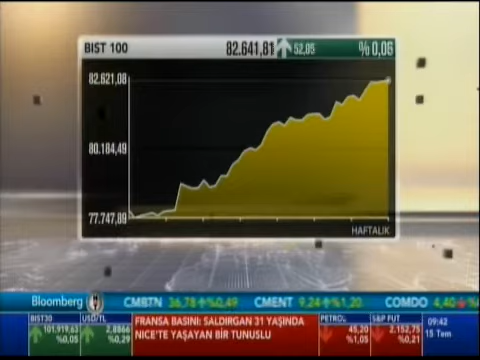 BIST 100 82.641,81 52,05 %0,06
82.621,08
80.184,49
77.747,89
HAFTALIK
Bloomberg HT CMBTN 36,78 %0,49 CMENT 9,24 %1,20 COMDO 4,40
BIST30 USD/TL FRANSA BASINI: SALDIRGAN 31 YAŞINDA PETROL S&P FUT 09:42
101.919,63 2,8866 NICE'TE YAŞAYAN BİR TUNUSLU 45,20 2.152,75 15 Tem
%0,05 %0,29 %1,05 %0,21